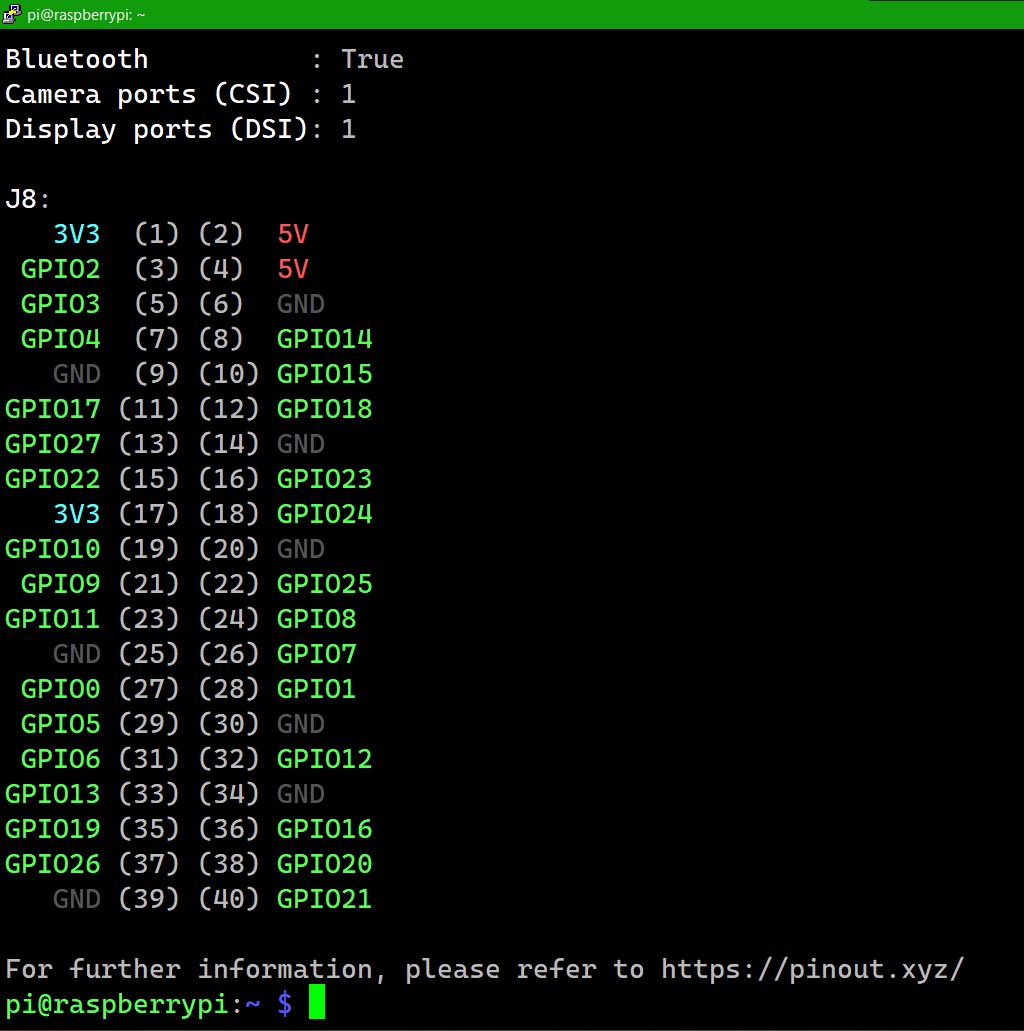 pi@raspberrypi: ~
Bluetooth          : True
Camera ports (CSI) : 1
Display ports (DSI): 1
J8:
   3V3  (1) (2)  5V
 GPIO2  (3) (4)  5V
 GPIO3  (5) (6)  GND
 GPIO4  (7) (8)  GPIO14
   GND  (9) (10) GPIO15
GPIO17 (11) (12) GPIO18
GPIO27 (13) (14) GND
GPIO22 (15) (16) GPIO23
   3V3 (17) (18) GPIO24
GPIO10 (19) (20) GND
 GPIO9 (21) (22) GPIO25
GPIO11 (23) (24) GPIO8
   GND (25) (26) GPIO7
 GPIO0 (27) (28) GPIO1
 GPIO5 (29) (30) GND
 GPIO6 (31) (32) GPIO12
GPIO13 (33) (34) GND
GPIO19 (35) (36) GPIO16
GPIO26 (37) (38) GPIO20
   GND (39) (40) GPIO21
For further information, please refer to https://pinout.xyz/
pi@raspberrypi:~ $